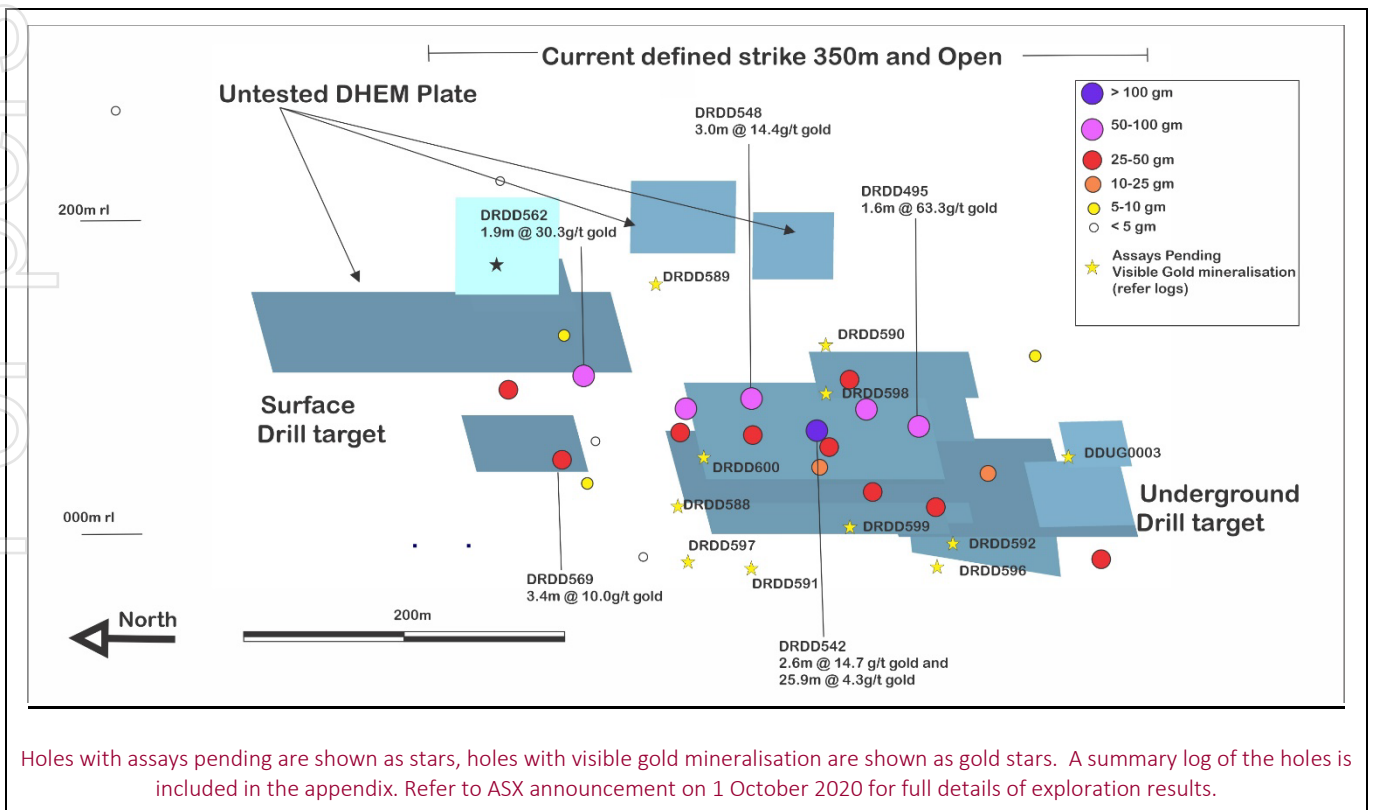 Current defined strike 350m and Open
Untested DHEM Plate
> 100 gm
50-100 gm
25-50 gm
10-25 gm
5-10 gm
< 5 gm
Assays Pending
Visible Gold mineralisation
(refer logs)
DRDD548
3.0m @ 14.4g/t gold
DRDD495
1.6m @ 63.3g/t gold
200m rl
DRDD562
1.9m @ 30.3g/t gold
DRDD589
DRDD590
DRDD598
Surface
Drill target
DRDD600
DDUG0003
DRDD588
Underground
Drill target
000m rl
DRDD599
DRDD597
DRDD592
DRDD591
DRDD596
DRDD569
3.4m @ 10.0g/t gold
North
200m
DRDD542
2.6m @ 14.7 g/t gold and
25.9m @ 4.3g/t gold
Holes with assays pending are shown as stars, holes with visible gold mineralisation are shown as gold stars. A summary log of the holes is
included in the appendix. Refer to ASX announcement on 1 October 2020 for full details of exploration results.